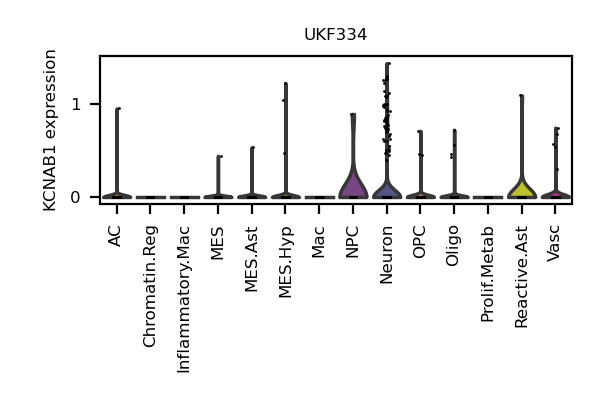 UKF334
KCNAB1 expression
1
0
AC
Chromatin.Reg
Inflammatory.Mac
MES
MES.Ast
MES.Hyp
Mac
NPC
Neuron
OPC
Oligo
Prolif.Metab
Reactive.Ast
Vasc